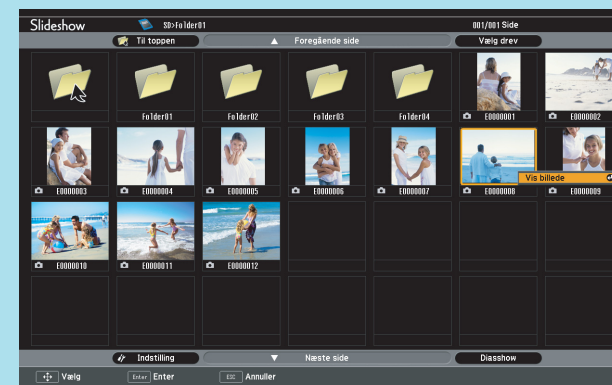 Slideshow SD>Folder01 001/001 Side
Til toppen Foregående side Vælg drev
Folder01 Folder02 Folder03 Folder04 E0000001 E0000002
E0000003 E0000004 E0000005 E0000006 E0000007 E0000008 E0000009
Vis billede
E0000010 E0000011 E0000012
Indstilling Næste side Diasshow
Vælg Enter Enter ESC Annuller